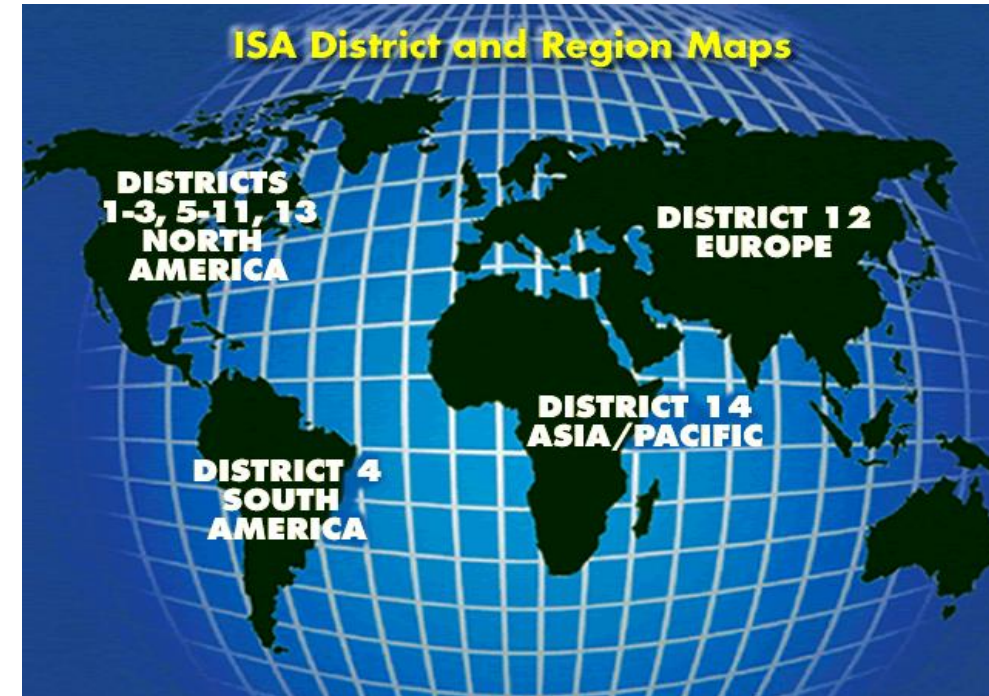 ISA District and Region Maps
DISTRICTS
1-3, 5-11, 13
NORTH
AMERICA
DISTRICT 12
EUROPE
DISTRICT 14
ASIA/PACIFIC
DISTRICT 4
SOUTH
AMERICA